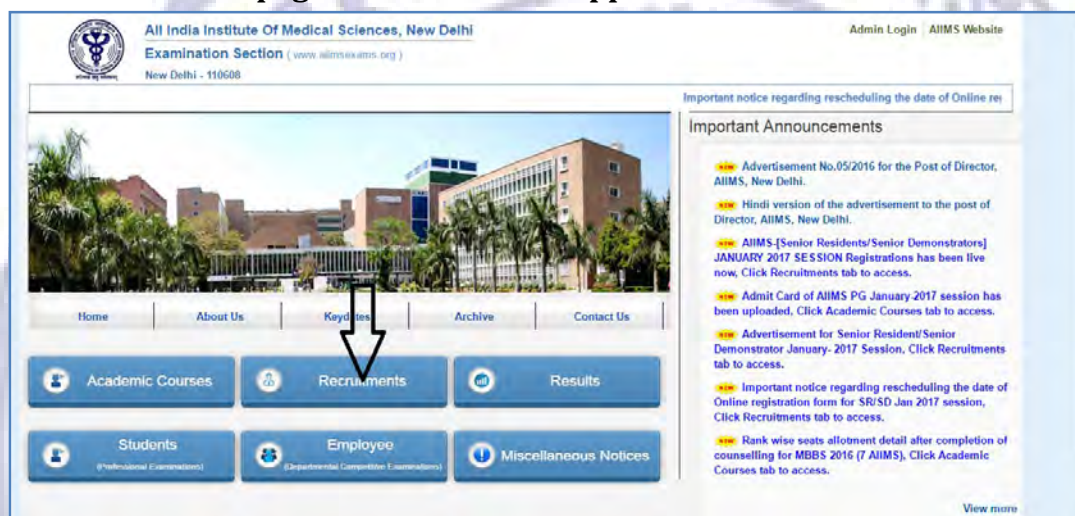 All India Institute Of Medical Sciences, New Delhi
Examination Section ( www.aiimsexams.org )
New Delhi - 110608
Admin Login AIIMS Website
Important notice regarding rescheduling the date of Online re
Important Announcements
NEW Advertisement No.05/2016 for the Post of Director,
AIIMS, New Delhi.
NEW Hindi version of the advertisement to the post of
Director, AIIMS, New Delhi.
NEW AIIMS-[Senior Residents/Senior Demonstrators]
JANUARY 2017 SESSION Registrations has been live
now, Click Recruitments tab to access.
NEW Admit Card of AIIMS PG January-2017 session has
been uploaded, Click Academic Courses tab to access.
NEW Advertisement for Senior Resident/Senior
Demonstrator January- 2017 Session, Click Recruitments
tab to access.
NEW Important notice regarding rescheduling the date of
Online registration form for SR/SD Jan 2017 session,
Click Recruitments tab to access.
NEW Rank wise seats allotment detail after completion of
counselling for MBBS 2016 (7 AIIMS), Click Academic
Courses tab to access.
View more
Home About Us Keydates Archive Contact Us
Academic Courses Recruitments Results
Students Employee Miscellaneous Notices
(Professional Examinations) (Departmental Competitive Examinations)